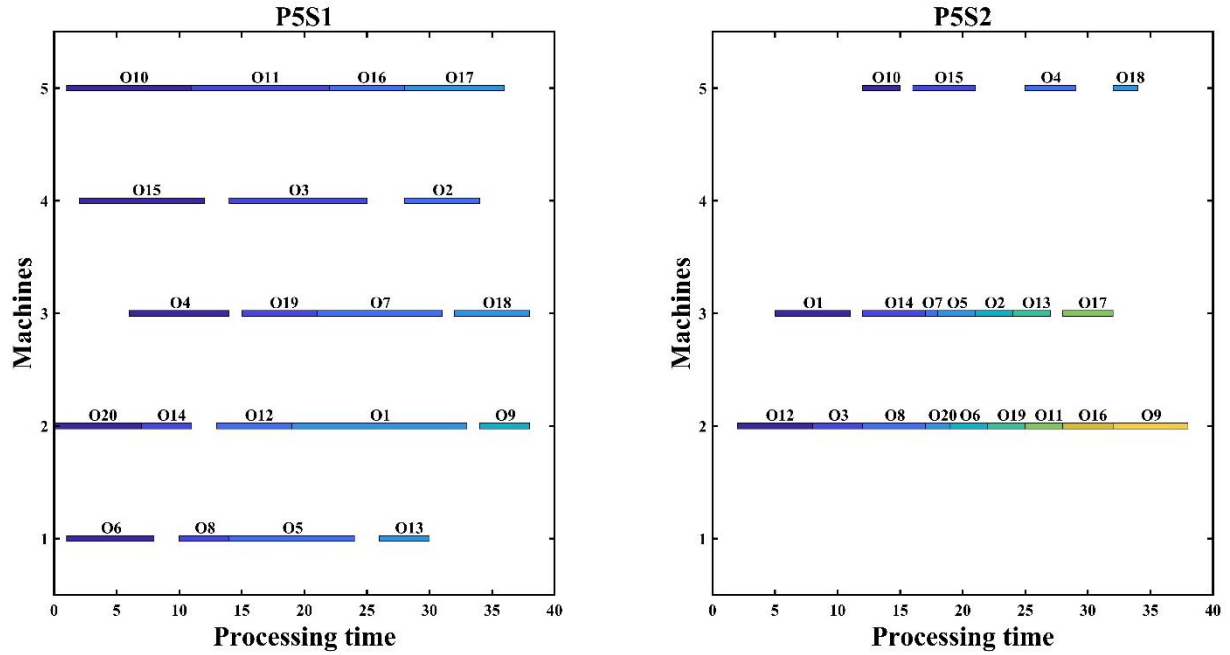 P5S1
O10 O11 O16 O17
5
O15 O3 O2
4
O4 O19 O7 O18
3
O20 O14 O12 O1 O9
2
O6 O8 O5 O13
1
Machines
0 5 10 15 20 25 30 35 40
Processing time
P5S2
O10 O15 O4 O18
5
4
O1 O14 O7 O5 O2 O13 O17
3
O12 O3 O8 O20 O6 O19 O11 O16 O9
2
1
Machines
0 5 10 15 20 25 30 35 40
Processing time